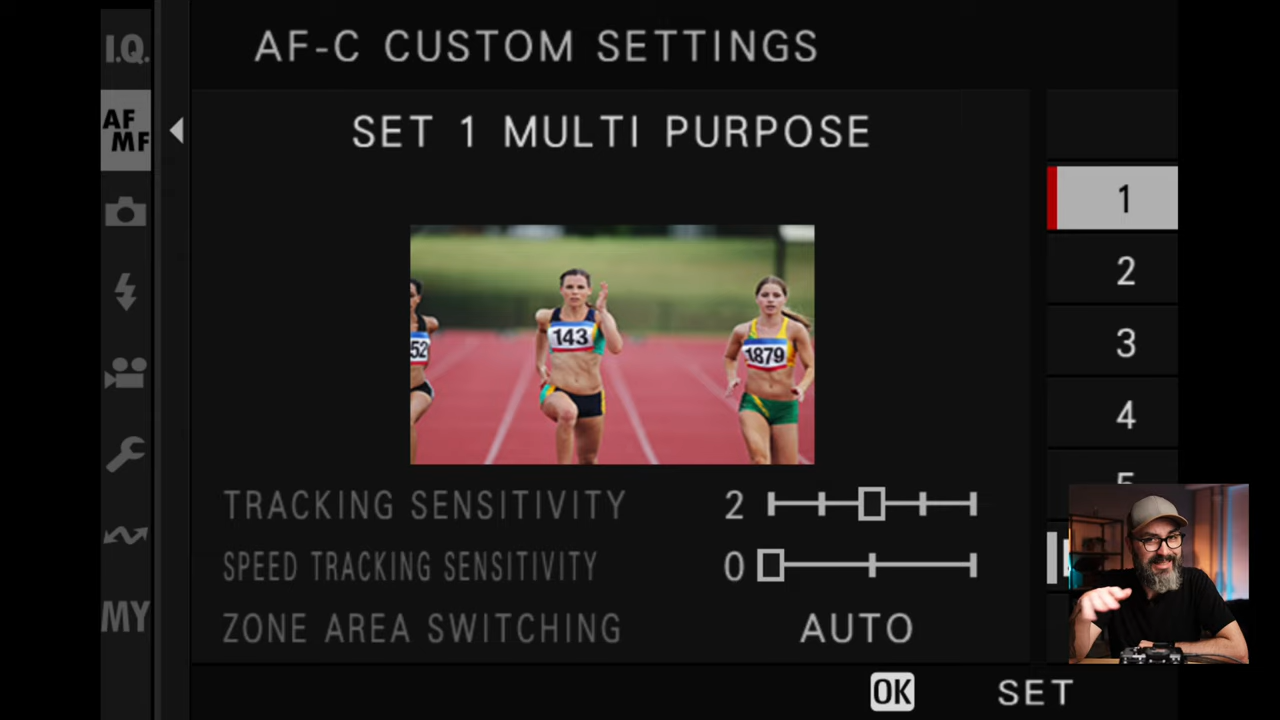 I.Q.
AF-C CUSTOM SETTINGS
AF
MF
SET 1 MULTI PURPOSE
1
2
3
4
52
143
1879
TRACKING SENSITIVITY 2
SPEED TRACKING SENSITIVITY 0
ZONE AREA SWITCHING AUTO
MY
OK SET